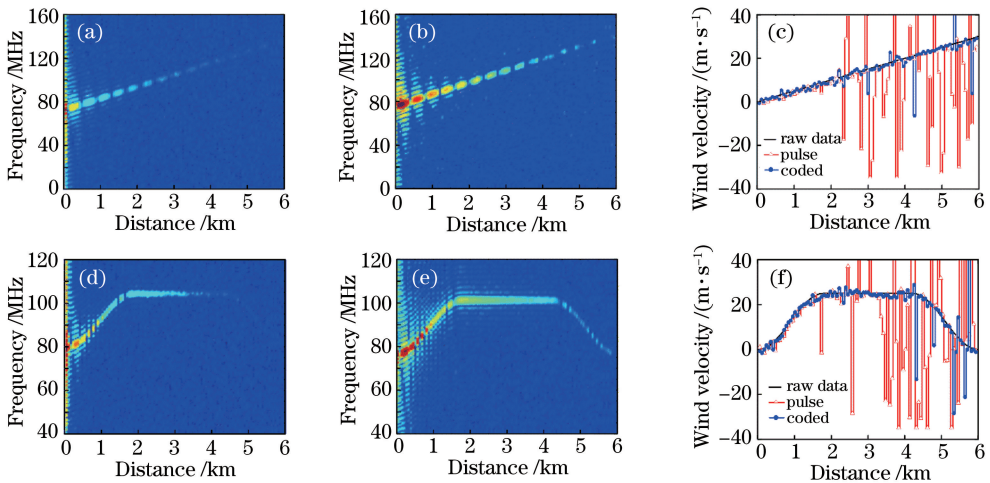 (a)
160
120
80
40
0
Frequency /MHz
0 1 2 3 4 5 6
Distance /km
(b)
160
120
80
40
0
Frequency /MHz
0 1 2 3 4 5 6
Distance /km
(c)
40
20
0
−20
−40
Wind velocity /(m·s⁻¹)
raw data
pulse
coded
0 1 2 3 4 5 6
Distance /km
(d)
120
100
80
60
40
Frequency /MHz
0 1 2 3 4 5 6
Distance /km
(e)
120
100
80
60
40
Frequency /MHz
0 1 2 3 4 5 6
Distance /km
(f)
40
20
0
−20
−40
Wind velocity /(m·s⁻¹)
raw data
pulse
coded
0 1 2 3 4 5 6
Distance /km